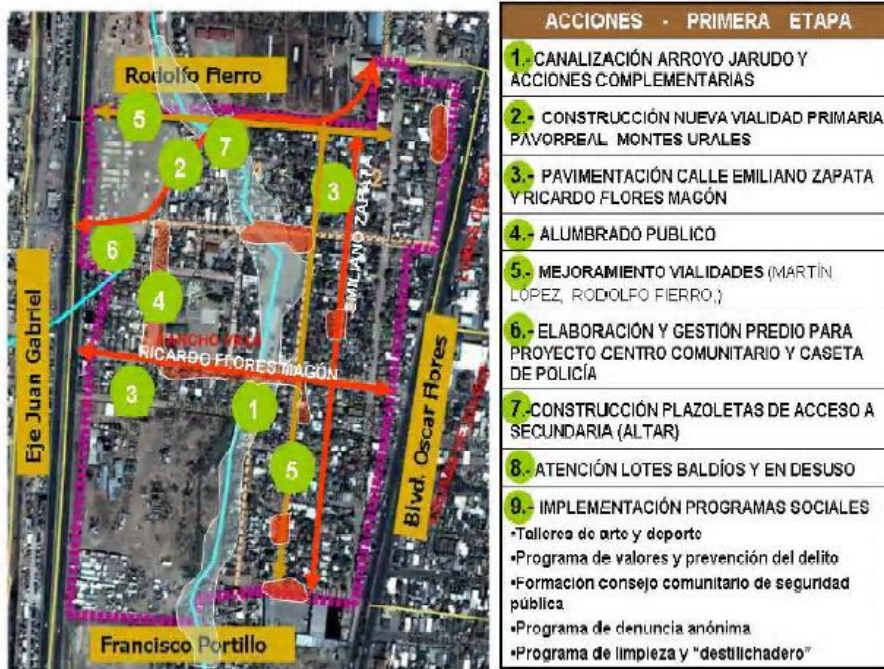 Rodolfo Fierro
5
7
2
3
6
4
EMILIANO ZAPATA
Eje Juan Gabriel
RICARDO FLORES MAGÓN
3
1
5
Blvd. Oscar Flores
Francisco Portillo
ACCIONES - PRIMERA ETAPA
1.- CANALIZACIÓN ARROYO JARUDO Y
ACCIONES COMPLEMENTARIAS
2.- CONSTRUCCIÓN NUEVA VIALIDAD PRIMARIA
PAVORREAL MONTES URALES
3.- PAVIMENTACIÓN CALLE EMILIANO ZAPATA
Y RICARDO FLORES MAGÓN
4.- ALUMBRADO PUBLICO
5.- MEJORAMIENTO VIALIDADES (MARTÍN
LÓPEZ, RODOLFO FIERRO,)
6.- ELABORACIÓN Y GESTIÓN PREDIO PARA
PROYECTO CENTRO COMUNITARIO Y CASETA
DE POLICÍA
7.-CONSTRUCCIÓN PLAZOLETAS DE ACCESO A
SECUNDARIA (ALTAR)
8.- ATENCIÓN LOTES BALDÍOS Y EN DESUSO
9.- IMPLEMENTACIÓN PROGRAMAS SOCIALES
•Talleres de arte y deporte
•Programa de valores y prevención del delito
•Formación consejo comunitario de seguridad
pública
•Programa de denuncia anónima
•Programa de limpieza y "destilichadero"